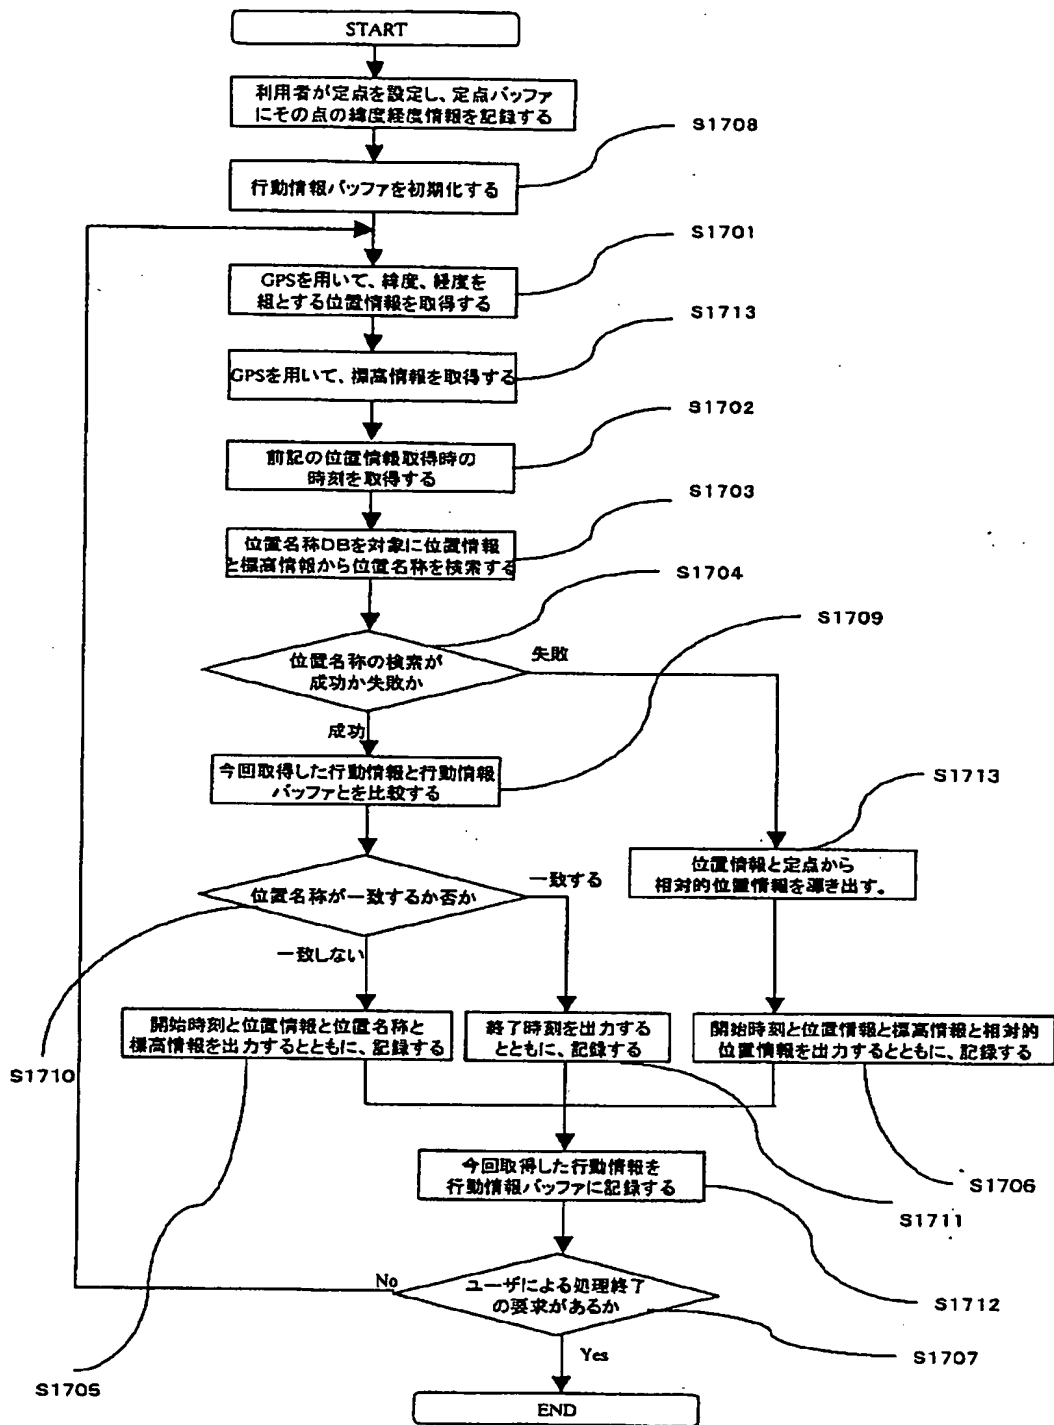 START
利用者が定点を設定し、定点バッファ
にその点の緯度経度情報を記録する
S1708
行動情報バッファを初期化する
S1701
GPSを用いて、緯度、経度を
組とする位置情報を取得する
S1713
GPSを用いて、標高情報を取得する
S1702
前記の位置情報取得時の
時刻を取得する
S1703
位置名称DBを対象に位置情報
と標高情報から位置名称を検索する
S1704
S1709
位置名称の検索が
成功か失敗か
失敗
成功
今回取得した行動情報と行動情報
バッファとを比較する
S1713
位置情報と定点から
相対的位置情報を導き出す。
位置名称が一致するか否か
一致する
一致しない
開始時刻と位置情報と位置名称と
標高情報を出力するとともに、記録する
終了時刻を出力する
とともに、記録する
開始時刻と位置情報と標高情報と相対的
位置情報を出力するとともに、記録する
S1710
今回取得した行動情報を
行動情報バッファに記録する
S1706
S1711
No
ユーザによる処理終了
の要求があるか
S1712
Yes
S1707
S1705
END